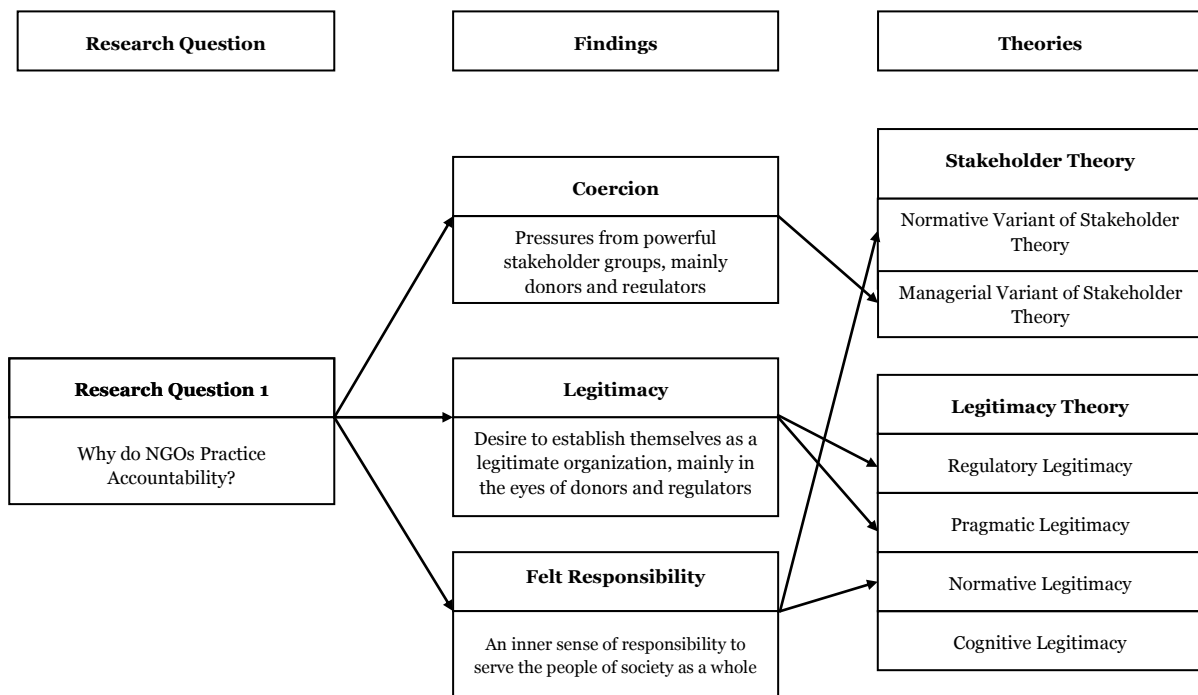 Research Question
Findings
Theories
Research Question 1
Why do NGOs Practice
Accountability?
Coercion
Pressures from powerful
stakeholder groups, mainly
donors and regulators
Legitimacy
Desire to establish themselves as a
legitimate organization, mainly in
the eyes of donors and regulators
Felt Responsibility
An inner sense of responsibility to
serve the people of society as a whole
Stakeholder Theory
Normative Variant of Stakeholder
Theory
Managerial Variant of Stakeholder
Theory
Legitimacy Theory
Regulatory Legitimacy
Pragmatic Legitimacy
Normative Legitimacy
Cognitive Legitimacy